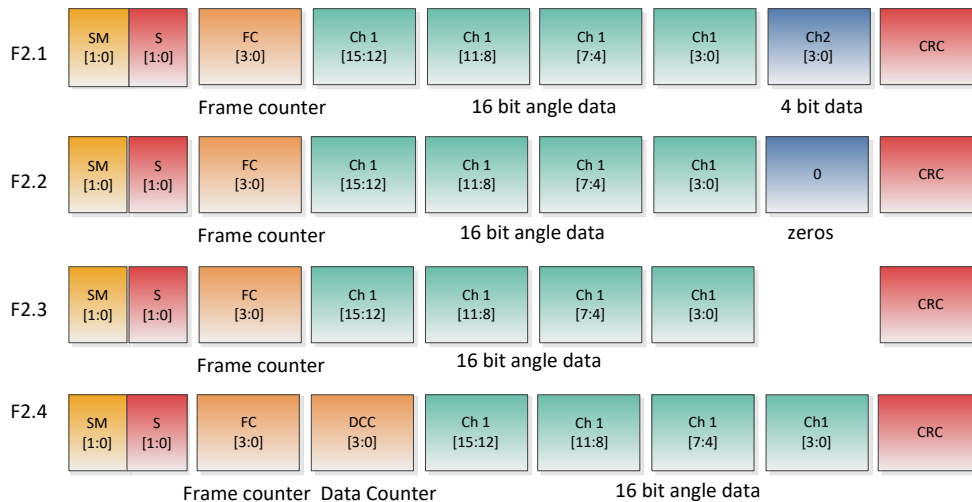 F2.1
SM
[1:0]
S
[1:0]
FC
[3:0]
Ch 1
[15:12]
Ch 1
[11:8]
Ch 1
[7:4]
Ch1
[3:0]
Ch2
[3:0]
CRC
Frame counter
16 bit angle data
4 bit data
F2.2
SM
[1:0]
S
[1:0]
FC
[3:0]
Ch 1
[15:12]
Ch 1
[11:8]
Ch 1
[7:4]
Ch1
[3:0]
0
CRC
Frame counter
16 bit angle data
zeros
F2.3
SM
[1:0]
S
[1:0]
FC
[3:0]
Ch 1
[15:12]
Ch 1
[11:8]
Ch 1
[7:4]
Ch1
[3:0]
CRC
Frame counter
16 bit angle data
F2.4
SM
[1:0]
S
[1:0]
FC
[3:0]
DCC
[3:0]
Ch 1
[15:12]
Ch 1
[11:8]
Ch 1
[7:4]
Ch1
[3:0]
CRC
Frame counter
Data Counter
16 bit angle data